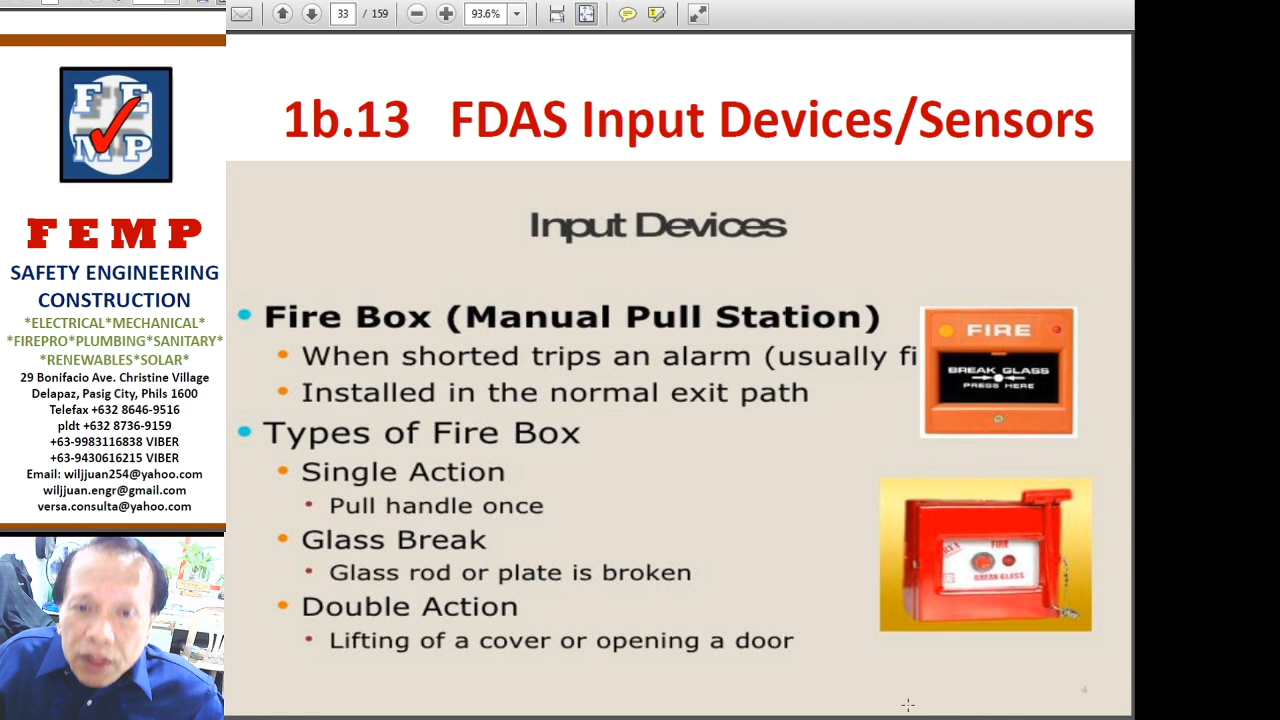 33 / 159
93.6%
FE
MP
FEMP
SAFETY ENGINEERING
CONSTRUCTION
*ELECTRICAL*MECHANICAL*
*FIREPRO*PLUMBING*SANITARY*
*RENEWABLES*SOLAR*
29 Bonifacio Ave. Christine Village
Delapaz, Pasig City, Phils 1600
Telefax +632 8646-9516
pldt +632 8736-9159
+63-9983116838 VIBER
+63-9430616215 VIBER
Email: wiljjuan254@yahoo.com
wiljjuan.engr@gmail.com
versa.consulta@yahoo.com
1b.13 FDAS Input Devices/Sensors
Input Devices
• Fire Box (Manual Pull Station)
• When shorted trips an alarm (usually fi
• Installed in the normal exit path
• Types of Fire Box
• Single Action
• Pull handle once
• Glass Break
• Glass rod or plate is broken
• Double Action
• Lifting of a cover or opening a door
FIRE
BREAK GLASS
PRESS HERE
FIRE
BREAK GLASS
4